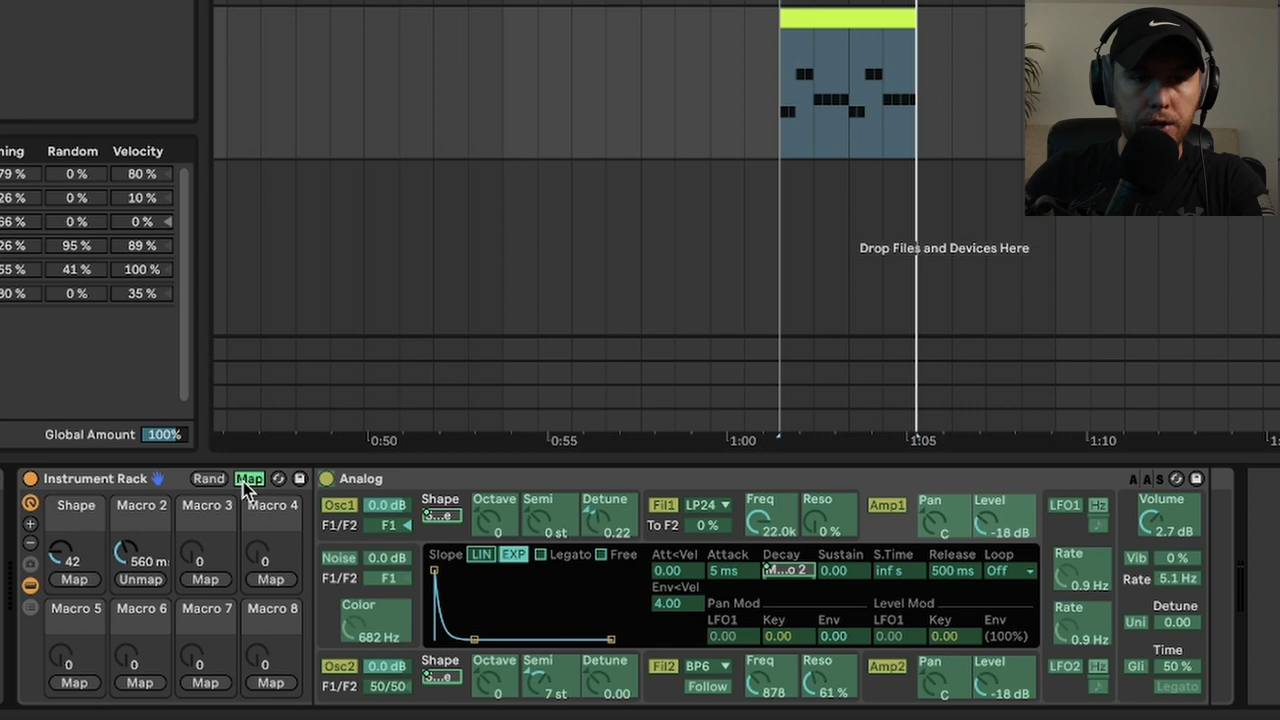 ning Random Velocity
79 % 0 % 80 %
26 % 0 % 10 %
66 % 0 % 0 %
26 % 95 % 89 %
55 % 41 % 100 %
30 % 0 % 35 %
Drop Files and Devices Here
Global Amount 100%
0:50 0:55 1:00 1:05 1:10
Instrument Rack Rand Map
Shape Macro 2 Macro 3 Macro 4
42 560 m 0 0
Map Unmap Map Map
Macro 5 Macro 6 Macro 7 Macro 8
0 0 0 0
Map Map Map Map
Analog A A S
Osc1 0.0 dB Shape Octave Semi Detune Fil1 LP24 Freq Reso Amp1 Pan Level LFO1 Hz Volume
F1/F2 F1 S...e 0 0 st 0.22 To F2 0 % 22.0k 0 % C -18 dB 2.7 dB
Noise 0.0 dB Slope LIN EXP Legato Free Att<Vel Attack Decay Sustain S.Time Release Loop Rate Vib 0 %
F1/F2 F1 0.00 5 ms M...o 2 0.00 inf s 500 ms Off 0.9 Hz Rate 5.1 Hz
Color Env<Vel Pan Mod Level Mod Rate Detune
682 Hz 4.00 LFO1 Key Env LFO1 Key Env 0.9 Hz Uni 0.00
0.00 0.00 0.00 0.00 0.00 (100%) Time
Osc2 0.0 dB Shape Octave Semi Detune Fil2 BP6 Freq Reso Amp2 Pan Level LFO2 Hz Gli 50 %
F1/F2 50/50 S...e 0 7 st 0.00 Follow 878 61 % C -18 dB Legato